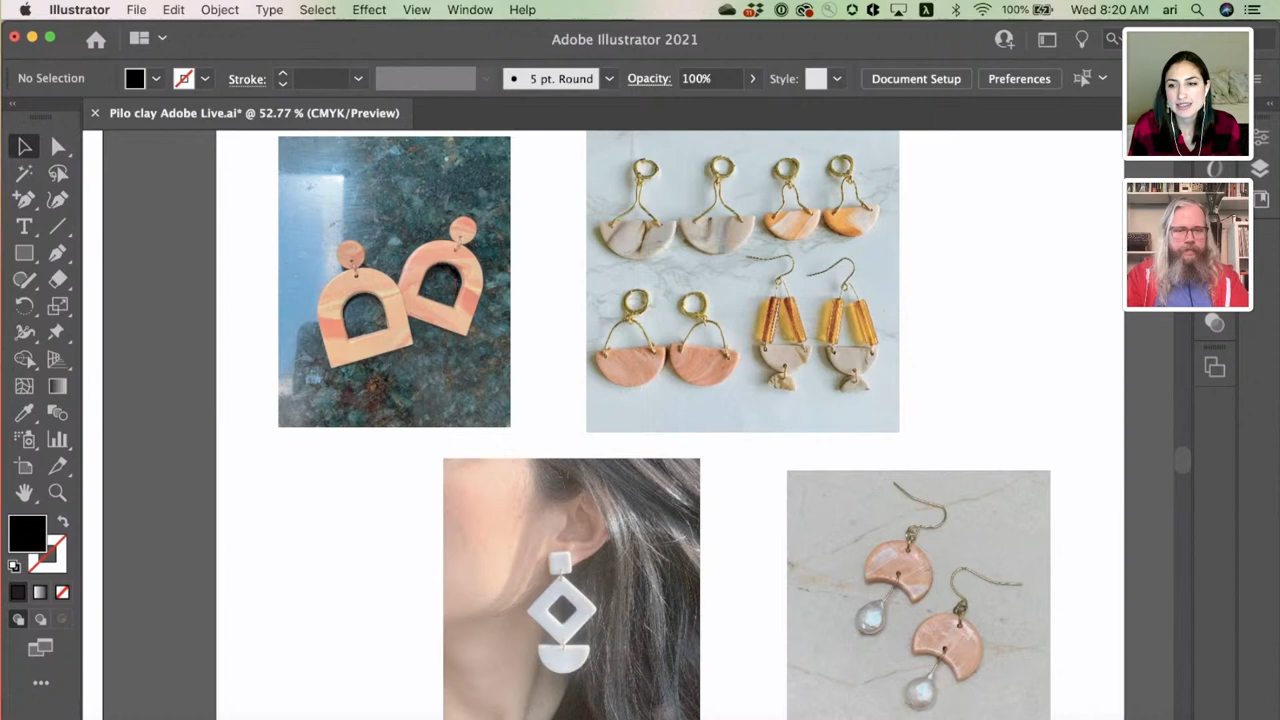 Illustrator File Edit Object Type Select Effect View Window Help 100% Wed 8:20 AM ari
Adobe Illustrator 2021
No Selection Stroke: 5 pt. Round Opacity: 100% Style: Document Setup Preferences
Pilo clay Adobe Live.ai* @ 52.77 % (CMYK/Preview)